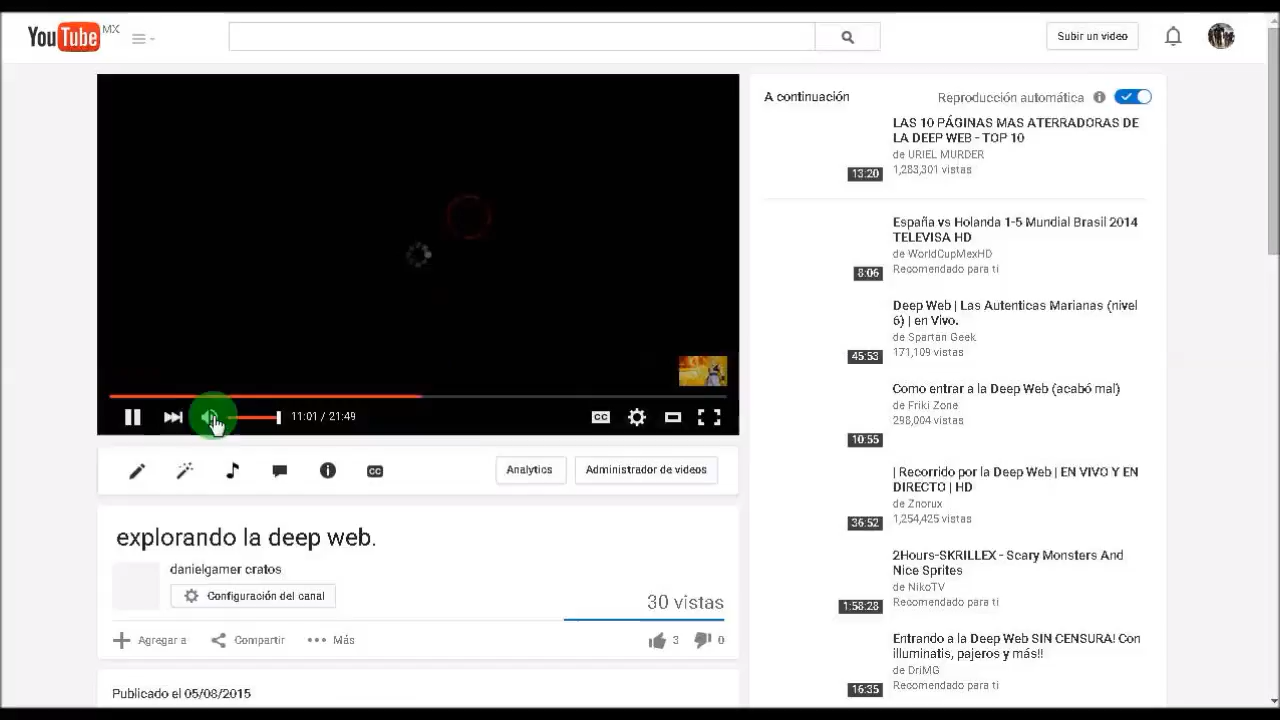 YouTube MX
Subir un video
A continuación
Reproducción automática
LAS 10 PÁGINAS MAS ATERRADORAS DE
LA DEEP WEB - TOP 10
de URIEL MURDER
1,283,301 vistas
13:20
España vs Holanda 1-5 Mundial Brasil 2014
TELEVISA HD
de WorldCupMexHD
Recomendado para ti
8:06
Deep Web | Las Autenticas Marianas (nivel
6) | en Vivo.
de Spartan Geek
171,109 vistas
45:53
Como entrar a la Deep Web (acabó mal)
de Friki Zone
298,004 vistas
10:55
| Recorrido por la Deep Web | EN VIVO Y EN
DIRECTO | HD
de Znorux
1,254,425 vistas
36:52
2Hours-SKRILLEX - Scary Monsters And
Nice Sprites
de NikoTV
Recomendado para ti
1:58:28
Entrando a la Deep Web SIN CENSURA! Con
illuminatis, pajeros y más!!
de DriMG
Recomendado para ti
16:35
11:01 / 21:49
CC
CC
Analytics
Administrador de videos
explorando la deep web.
danielgamer cratos
Configuración del canal
30 vistas
Agregar a
Compartir
Más
3
0
Publicado el 05/08/2015